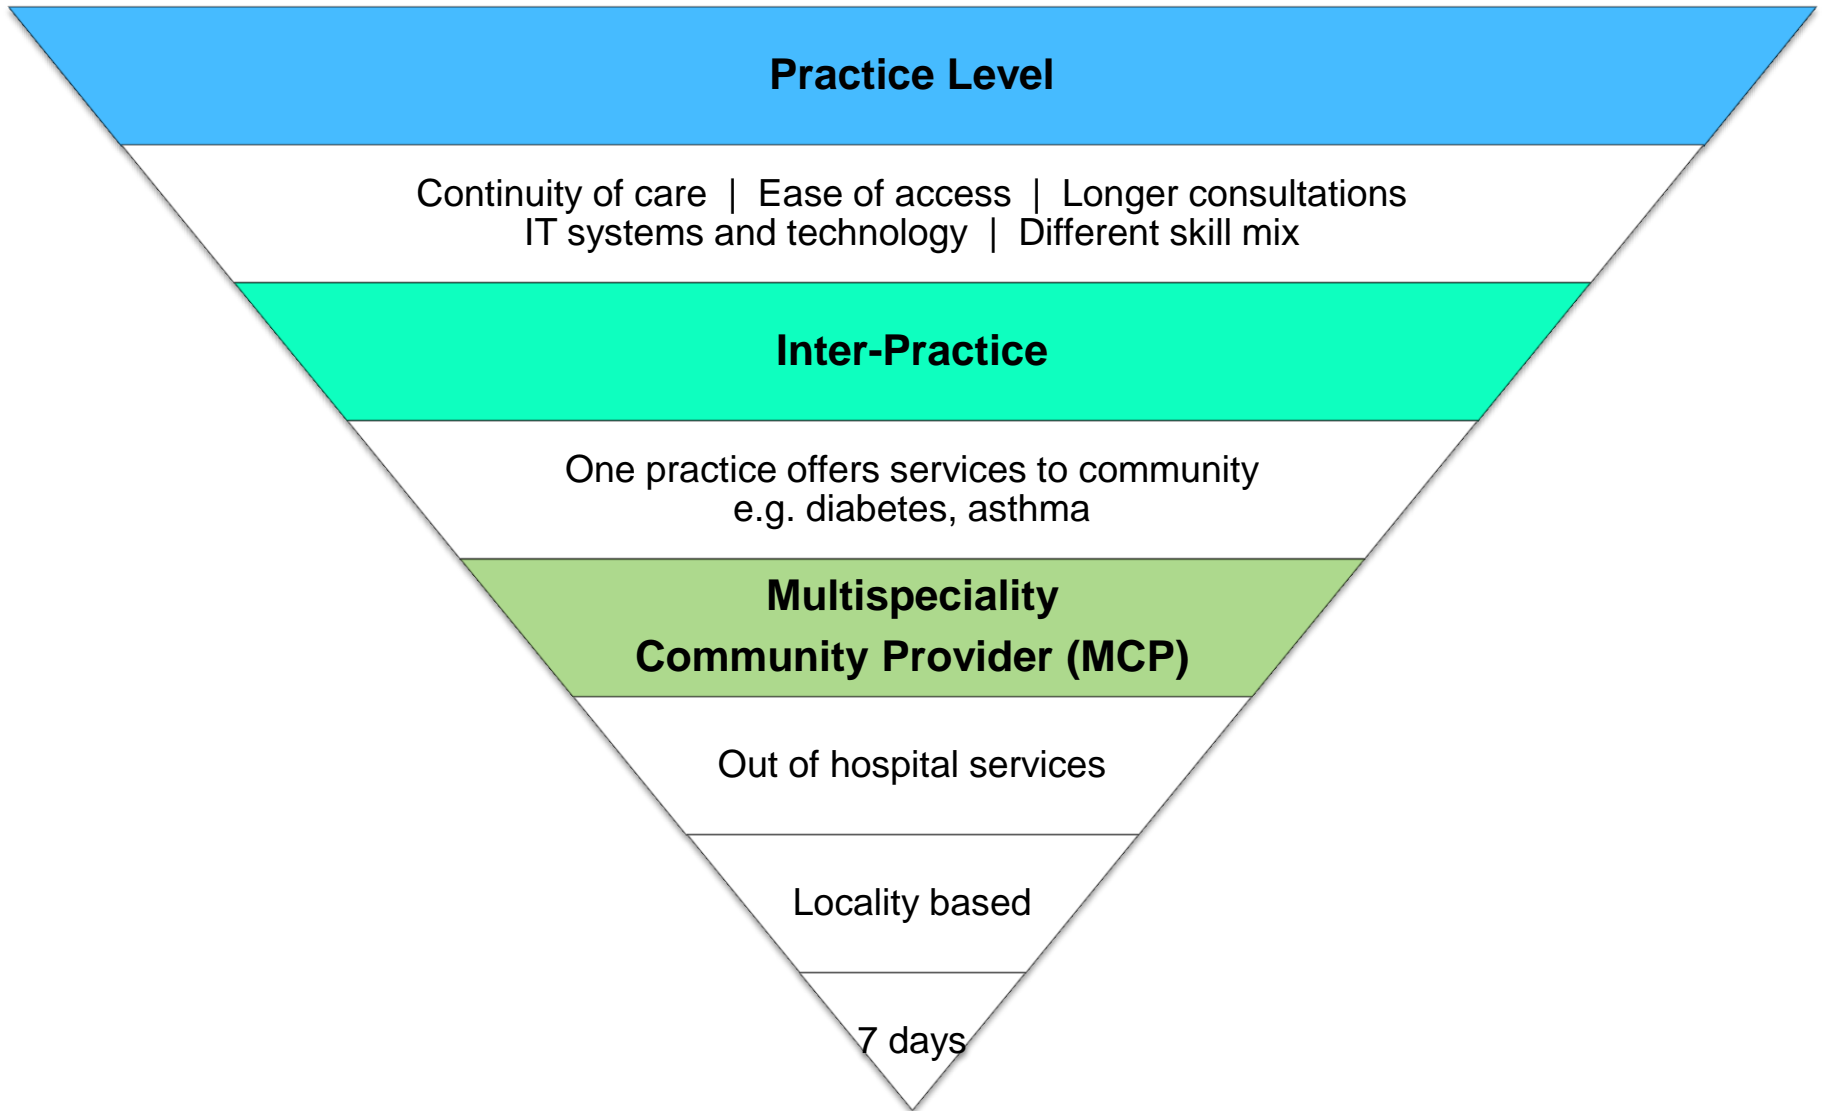 Practice Level
Continuity of care | Ease of access | Longer consultations
IT systems and technology | Different skill mix
Inter-Practice
One practice offers services to community
e.g. diabetes, asthma
Multispeciality
Community Provider (MCP)
Out of hospital services
Locality based
7 days